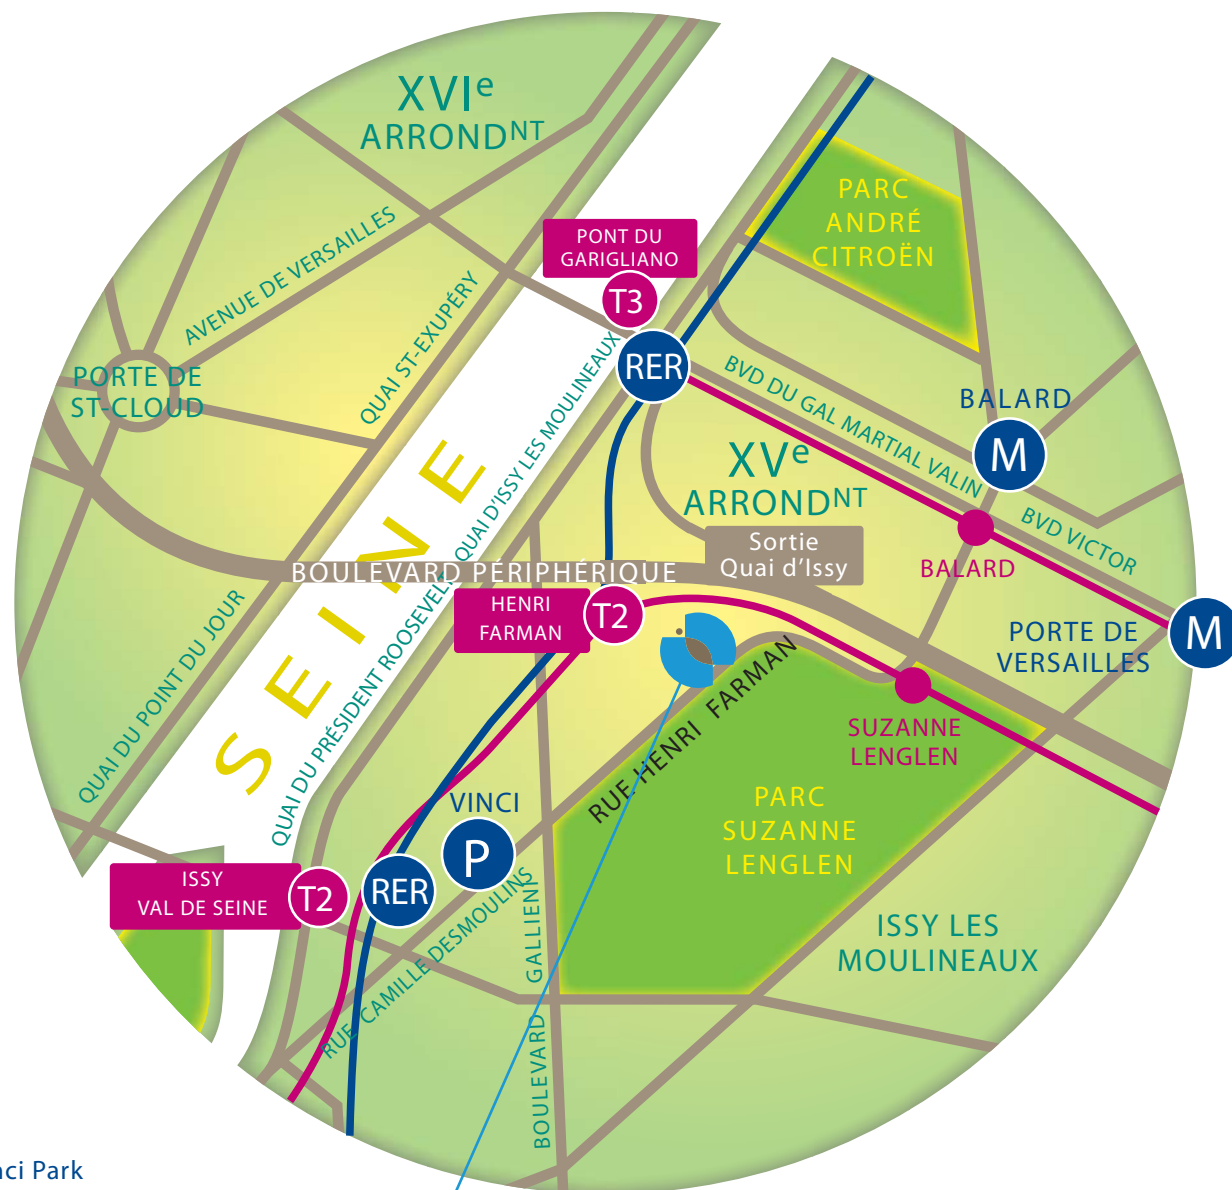 XVIe
ARRONDNT
PARC
ANDRÉ
CITROËN
PONT DU
GARIGLIANO
T3
AVENUE DE VERSAILLES
QUAI ST-EXUPÉRY
RER
PORTE DE
ST-CLOUD
BVD DU GAL MARTIAL VALIN
BALARD
M
XVe
ARRONDNT
QUAI D'ISSY LES MOULINEAUX
SEINE
BVD VICTOR
Sortie
Quai d'Issy
BALARD
BOULEVARD PÉRIPHÉRIQUE
HENRI
FARMAN
T2
PORTE DE
VERSAILLES
M
QUAI DU POINT DU JOUR
QUAI DU PRÉSIDENT ROOSEVELT
RUE HENRI FARMAN
SUZANNE
LENGLEN
PARC
SUZANNE
LENGLEN
VINCI
P
ISSY
VAL DE SEINE
T2
RER
RUE CAMILLE DESMOULINS
BOULEVARD GALLIENI
ISSY LES
MOULINEAUX
nci Park